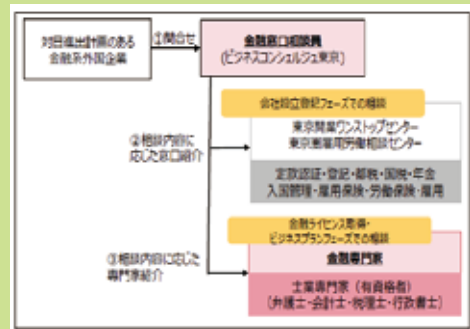 対日進出計画のある
金融系外国企業
①問合せ
金融窓口相談員
(ビジネスコンシェルジュ東京)
会社設立登記フェーズでの相談
東京開業ワンストップセンター
東京圏雇用労働相談センター
②相談内容に
応じた窓口紹介
定款認証・登記・都税・国税・年金
入国管理・雇用保険・労働保険・雇用
金融ライセンス取得・
ビジネスプランフェーズでの相談
③相談内容に応じた
専門家紹介
金融専門家
士業専門家(有資格者)
(弁護士・会計士・税理士・行政書士)